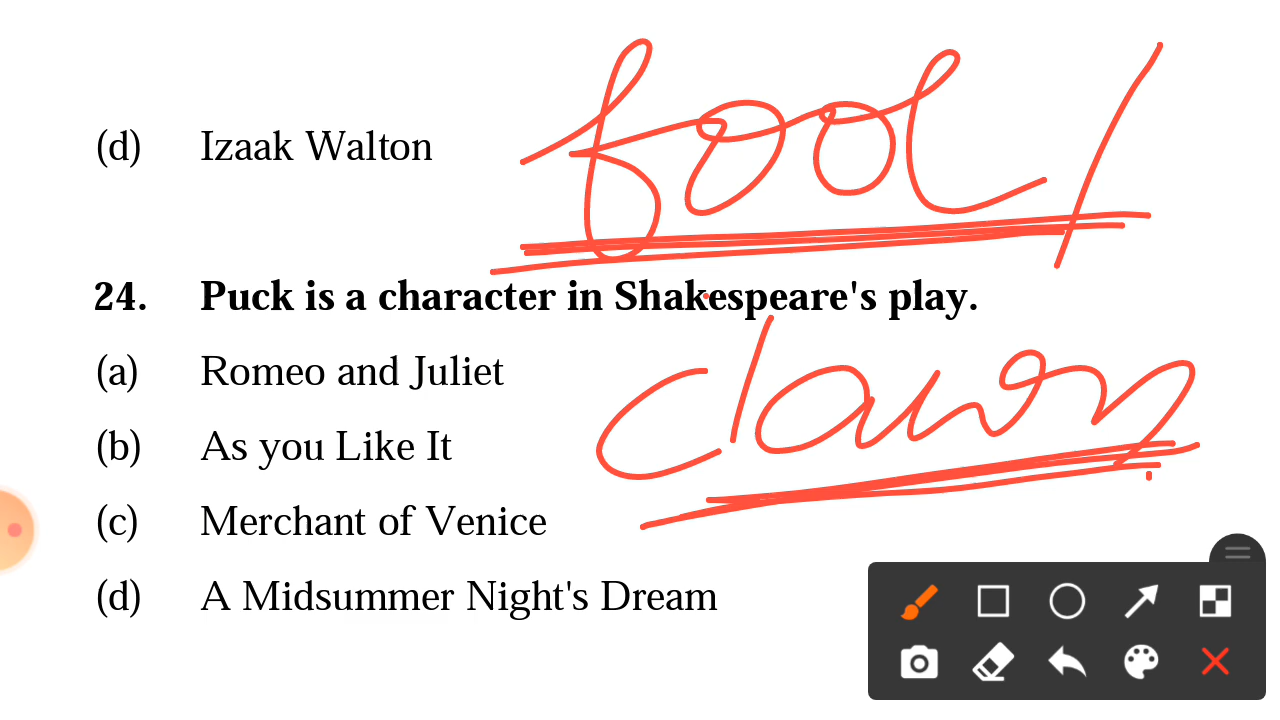 (d) Izaak Walton fool /
24. Puck is a character in Shakespeare's play.
(a) Romeo and Juliet
clawn
(b) As you Like It
(c) Merchant of Venice
(d) A Midsummer Night's Dream